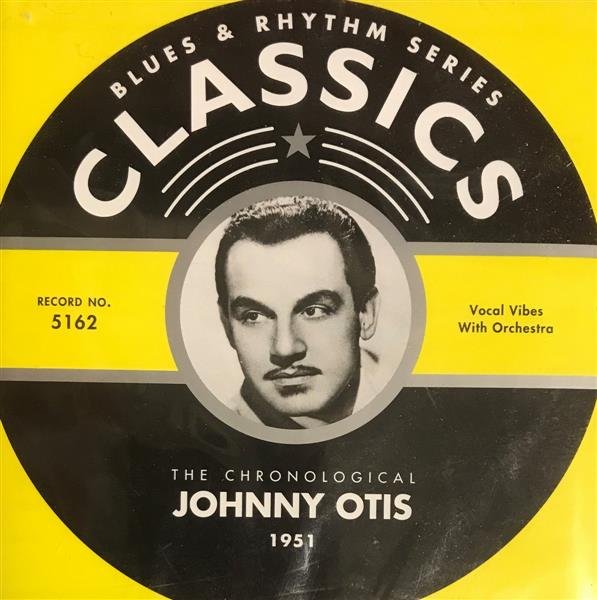 BLUES & RHYTHM SERIES
CLASSICS
RECORD NO.
5162
Vocal Vibes
With Orchestra
THE CHRONOLOGICAL
JOHNNY OTIS
1951